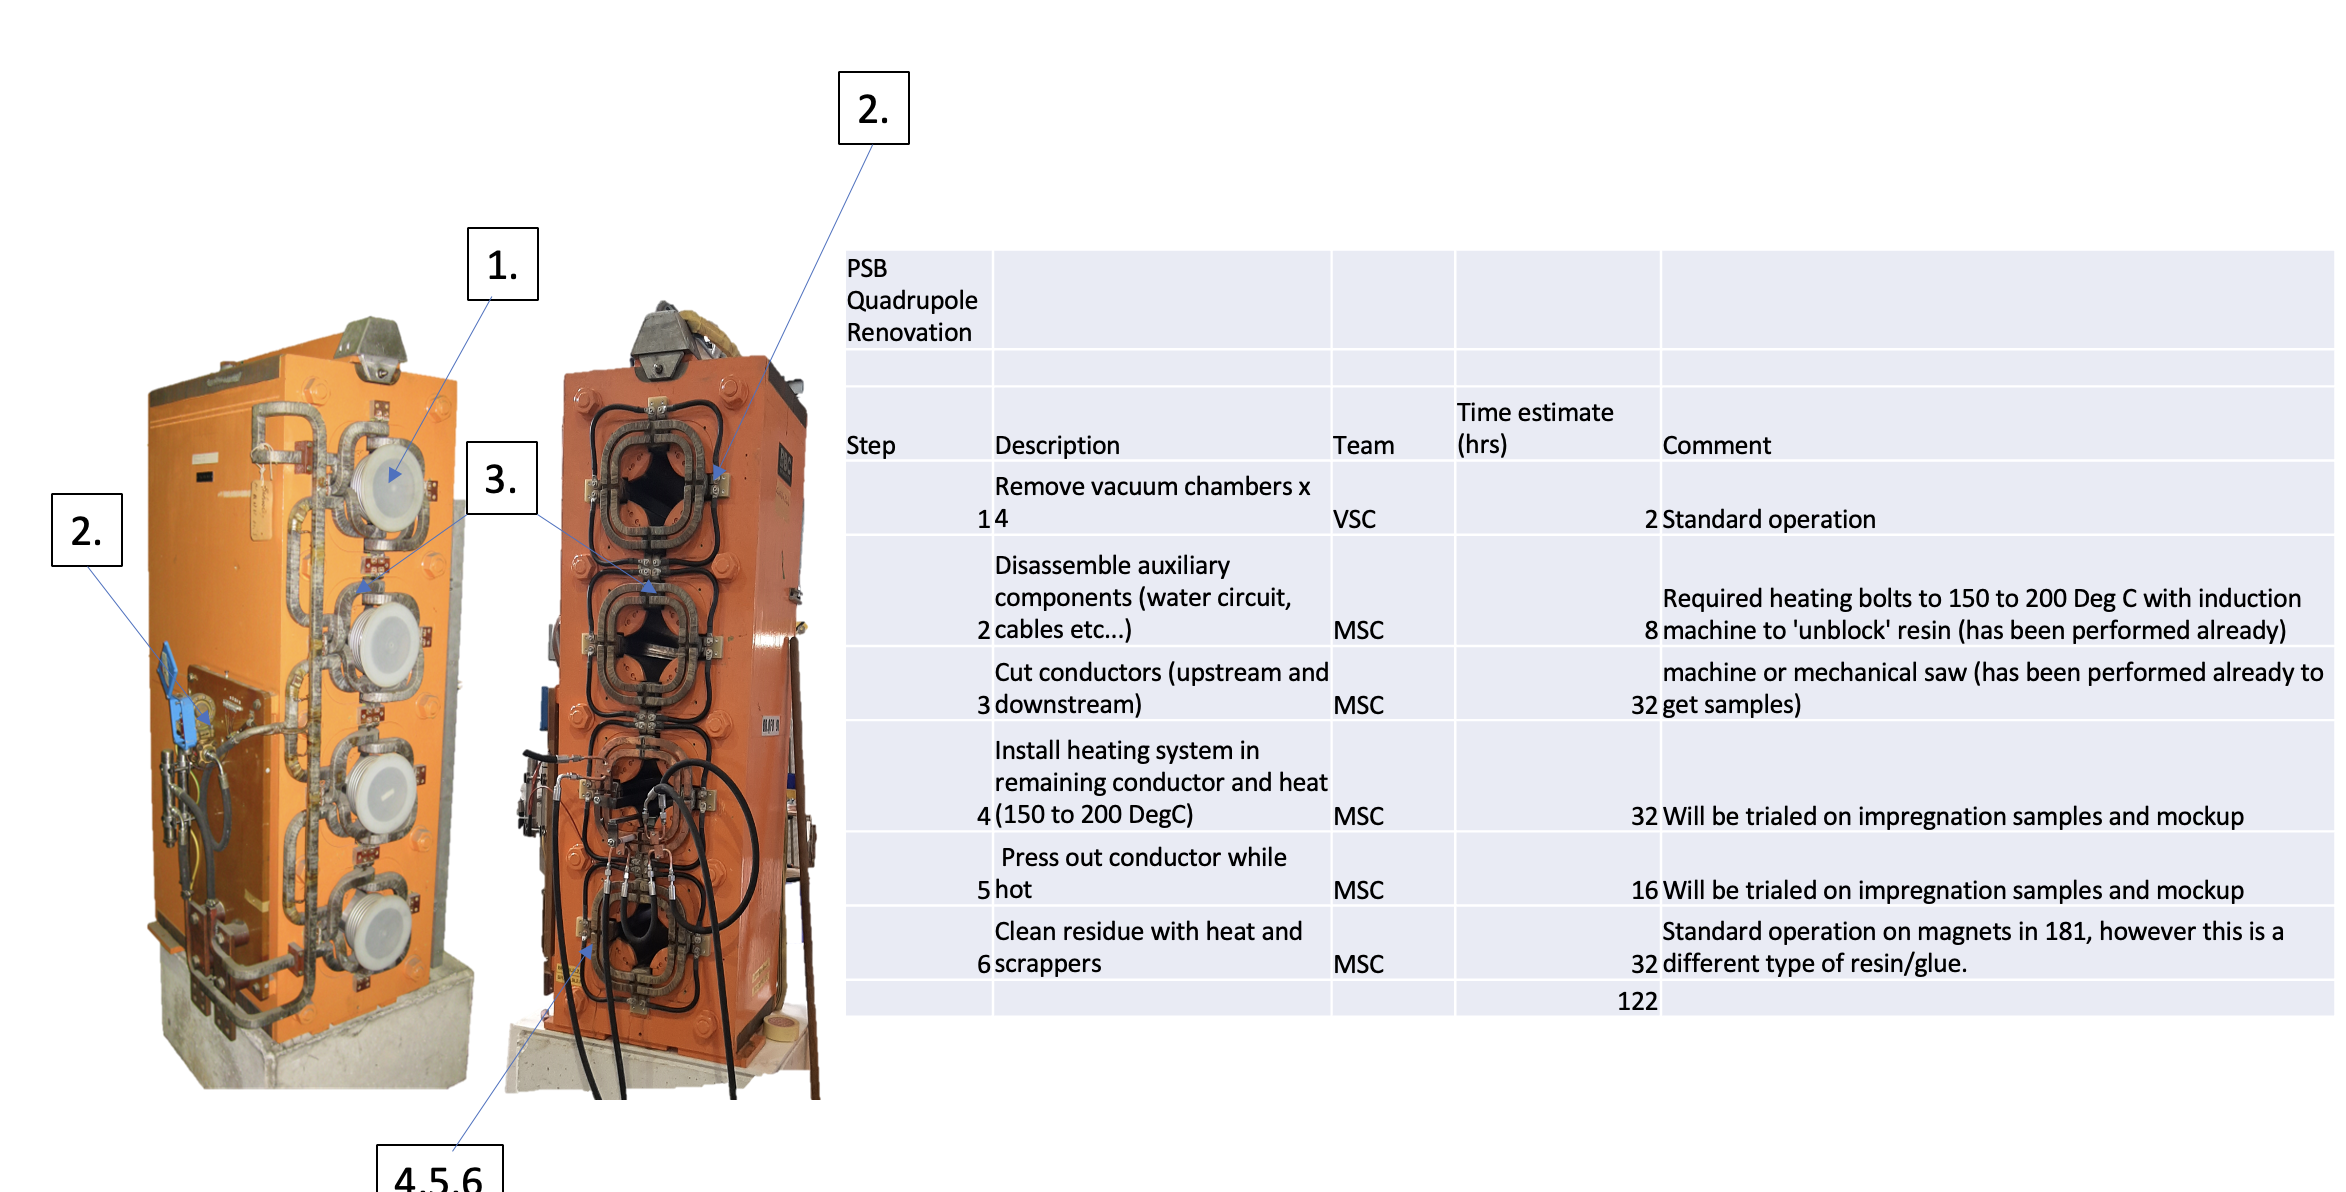 2.
1.
3.
2.
4.5.6
PSB
Quadrupole
Renovation
Step
Description
Team
Time estimate
(hrs)
Comment
1
Remove vacuum chambers x
4
VSC
2
Standard operation
2
Disassemble auxiliary
components (water circuit,
cables etc...)
MSC
8
Required heating bolts to 150 to 200 Deg C with induction
machine to 'unblock' resin (has been performed already)
3
Cut conductors (upstream and
downstream)
MSC
32
machine or mechanical saw (has been performed already to
get samples)
4
Install heating system in
remaining conductor and heat
(150 to 200 DegC)
MSC
32
Will be trialed on impregnation samples and mockup
5
Press out conductor while
hot
MSC
16
Will be trialed on impregnation samples and mockup
6
Clean residue with heat and
scrappers
MSC
32
Standard operation on magnets in 181, however this is a
different type of resin/glue.
122